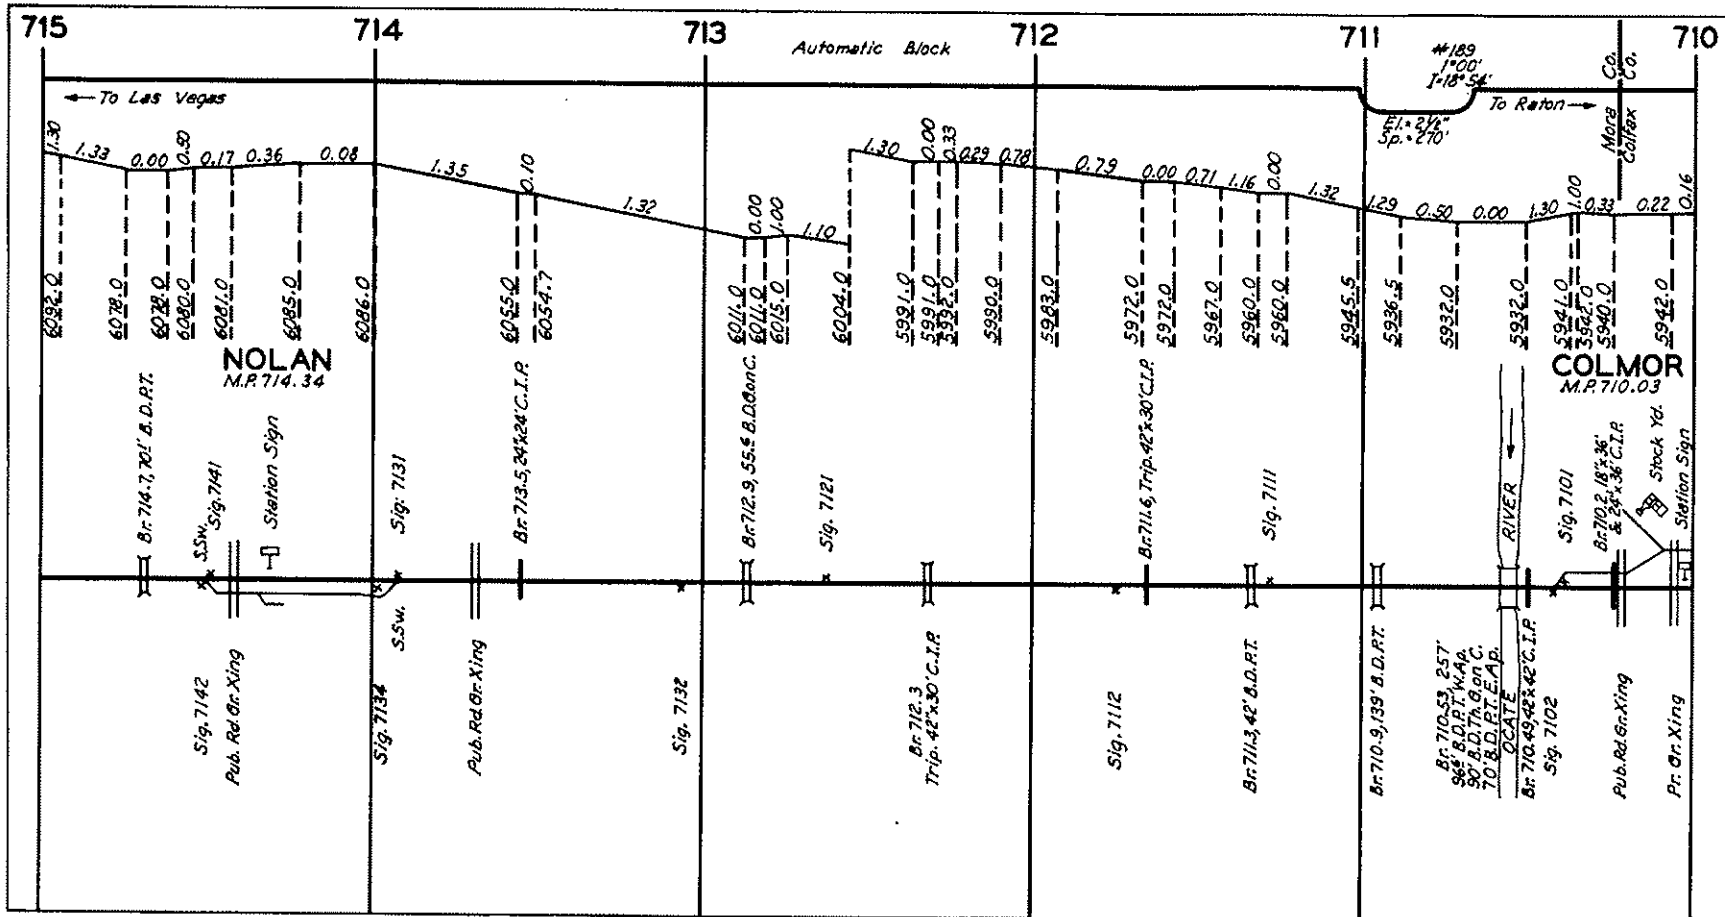 715
714
713
712
711
710
Automatic Block
#189
1°00'
I=18°54'
Mora Co.
Colfax Co.
← To Las Vegas
To Raton →
El.=2½"
Sp.=270'
1.30
1.33
0.00
0.50
0.17
0.36
0.08
1.35
0.10
1.32
0.00
1.00
1.10
1.30
0.00
0.33
.029
0.78
0.79
0.00
0.71
1.16
0.00
1.32
1.29
0.50
0.00
1.30
1.00
0.33
0.22
0.16
6092.0
6078.0
6078.0
6080.0
6081.0
6085.0
6086.0
6055.0
6054.7
6011.0
6011.0
6015.0
6004.0
5991.0
5991.0
5992.0
5990.0
5983.0
5972.0
5972.0
5967.0
5960.0
5960.0
5945.5
5936.5
5932.0
5932.0
5941.0
5942.0
5940.0
5942.0
NOLAN
M.P. 714.34
COLMOR
M.P. 710.03
Br. 714.7, 70' B.D.P.T.
S.Sw.
Sig. 7141
Station Sign
Sig. 7131
Br. 713.5, 24"x24' C.I.P.
Br. 712.9, 55.6 B.D.G. on C.
Sig. 7121
Br. 711.6, Trip. 42"x30' C.I.P.
Sig. 7111
RIVER
Sig. 7101
Br. 710.2, 18"x36'
& 24"x36' C.I.P.
Stock Yd.
Station Sign
Sig. 7142
Pub. Rd. Gr. Xing
S.Sw.
Sig. 7134
Pub. Rd. Gr. Xing
Sig. 7132
Br. 712.3
Trip. 42"x30' C.I.P.
Sig. 7112
Br. 711.3, 42' B.D.P.T.
Br. 710.9, 139' B.D.P.T.
Br. 710.53, 257'
96' B.D.P.T. W. Ap.
90' B.D. Th. G. on C.
70' B.D.P.T. E. Ap.
OCATE
Br. 710.49, 42"x42' C.I.P.
Sig. 7102
Pub. Rd. Gr. Xing
Pr. Gr. Xing